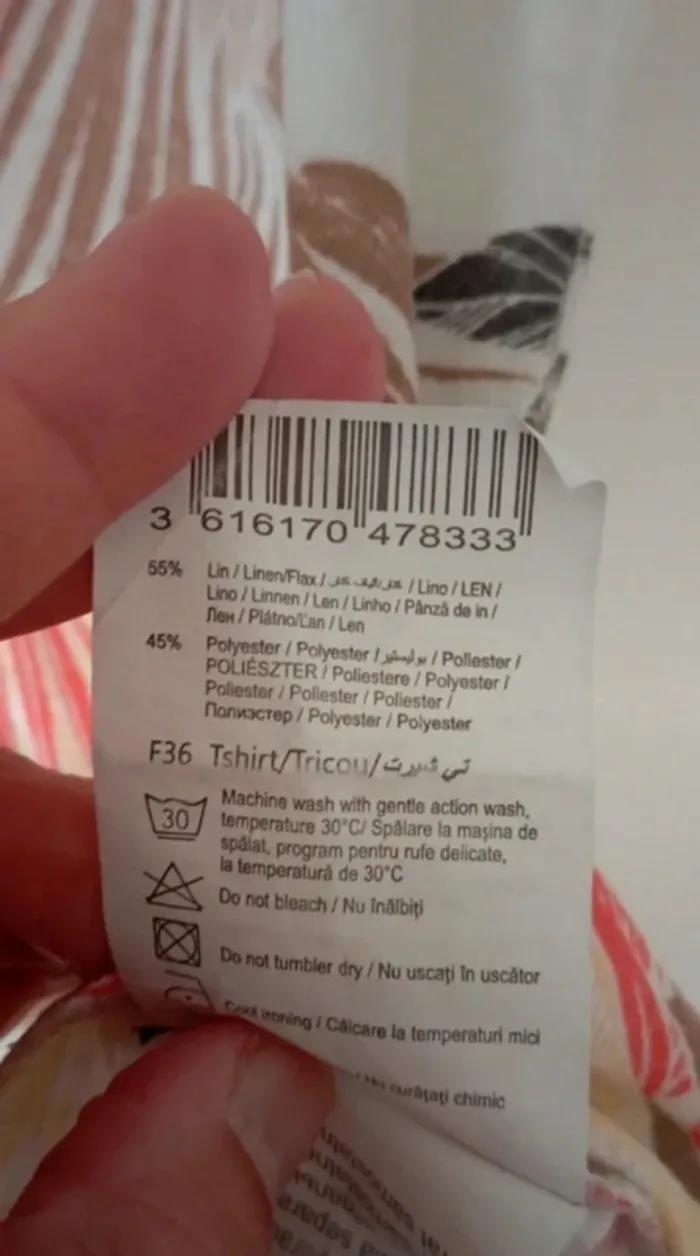 3 616170 478333
55% Lin / Linen/Flax / / Lino / LEN /
Lino / Linnen / Len / Linho / Pânză de in /
Лен / Plátno/Ľan / Len
45% Polyester / Polyester / بوليستير / Poliester /
POLIÉSZTER / Poliestere / Polyester /
Poliester / Poliester / Poliester /
Полиэстер / Polyester / Polyester
F36 Tshirt/Tricou/تي شيرت
30 Machine wash with gentle action wash,
temperature 30°C/ Spălare la mașina de
spălat, program pentru rufe delicate,
la temperatură de 30°C
Do not bleach / Nu înălbiți
Do not tumbler dry / Nu uscați în uscător
Cool ironing / Călcare la temperaturi mici
/ Nu curățați chimic